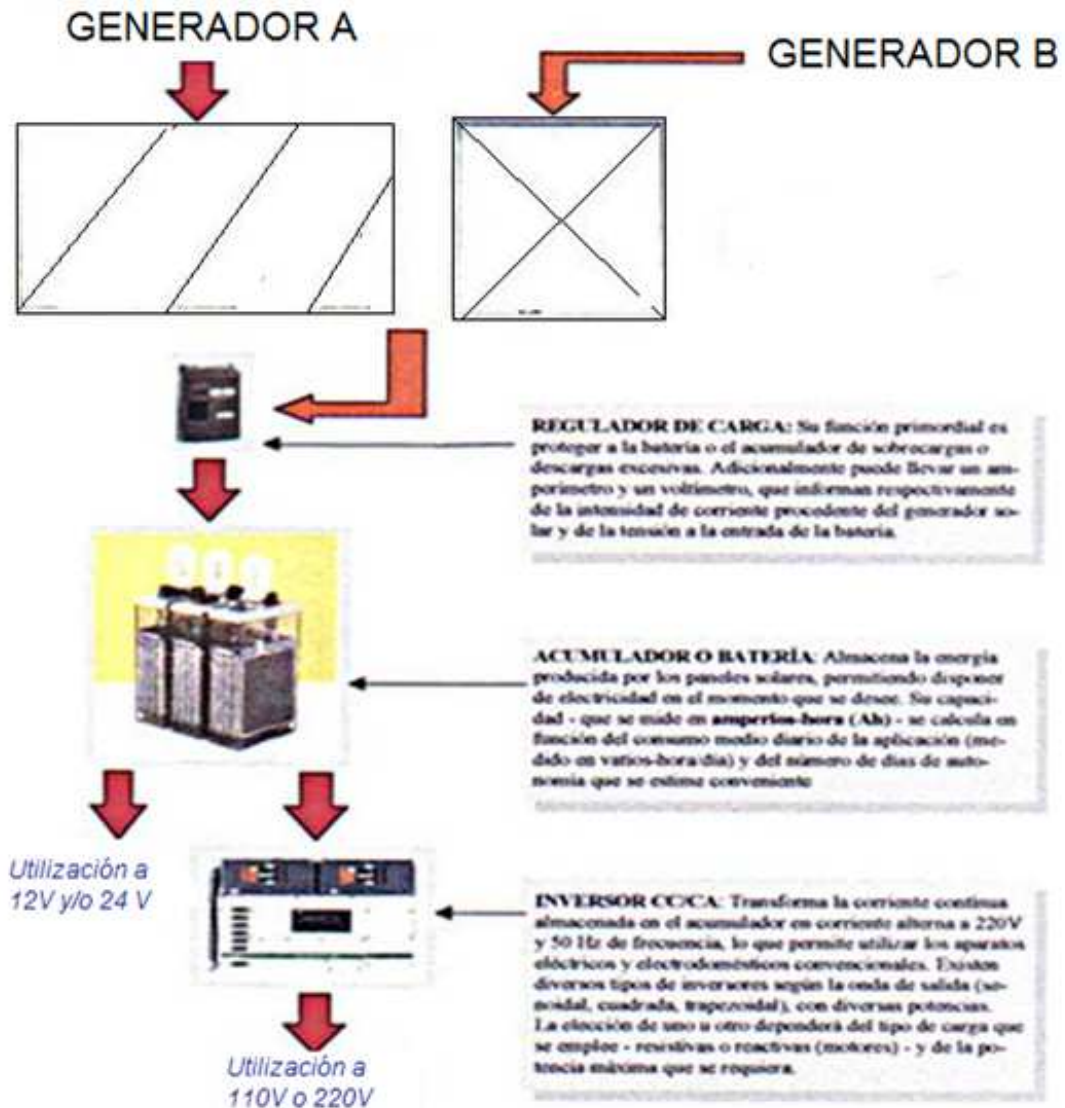 GENERADOR A
GENERADOR B
REGULADOR DE CARGA: Su función primordial es
proteger a la batería o el acumulador de sobrecargas o
descargas excesivas. Adicionalmente puede llevar un am-
perímetro y un voltímetro, que informan respectivamente
de la intensidad de corriente procedente del generador so-
lar y de la tensión a la entrada de la batería.
ACUMULADOR O BATERÍA: Almacena la energía
producida por los paneles solares, permitiendo disponer
de electricidad en el momento que se desee. Su capaci-
dad - que se mide en amperios-hora (Ah) - se calcula en
función del consumo medio diario de la aplicación (me-
dido en vatios-hora/día) y del número de días de auto-
nomía que se estime conveniente
Utilización a
12V y/o 24 V
INVERSOR CC/CA: Transforma la corriente continua
almacenada en el acumulador en corriente alterna a 220V
y 50 Hz de frecuencia, lo que permite utilizar los aparatos
eléctricos y electrodomésticos convencionales. Existen
diversos tipos de inversores según la onda de salida (se-
noidal, cuadrada, trapezoidal), con diversas potencias.
La elección de uno u otro dependerá del tipo de carga que
se emplee - resistivas o reactivas (motores) - y de la po-
tencia máxima que se requiera.
Utilización a
110V o 220V